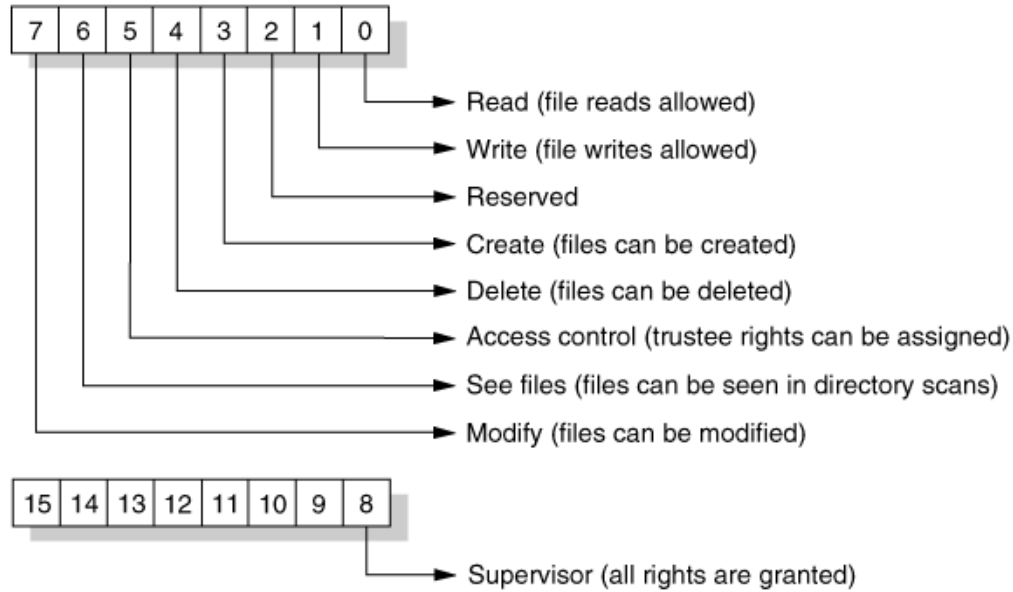 7 6 5 4 3 2 1 0
Read (file reads allowed)
Write (file writes allowed)
Reserved
Create (files can be created)
Delete (files can be deleted)
Access control (trustee rights can be assigned)
See files (files can be seen in directory scans)
Modify (files can be modified)
15 14 13 12 11 10 9 8
Supervisor (all rights are granted)